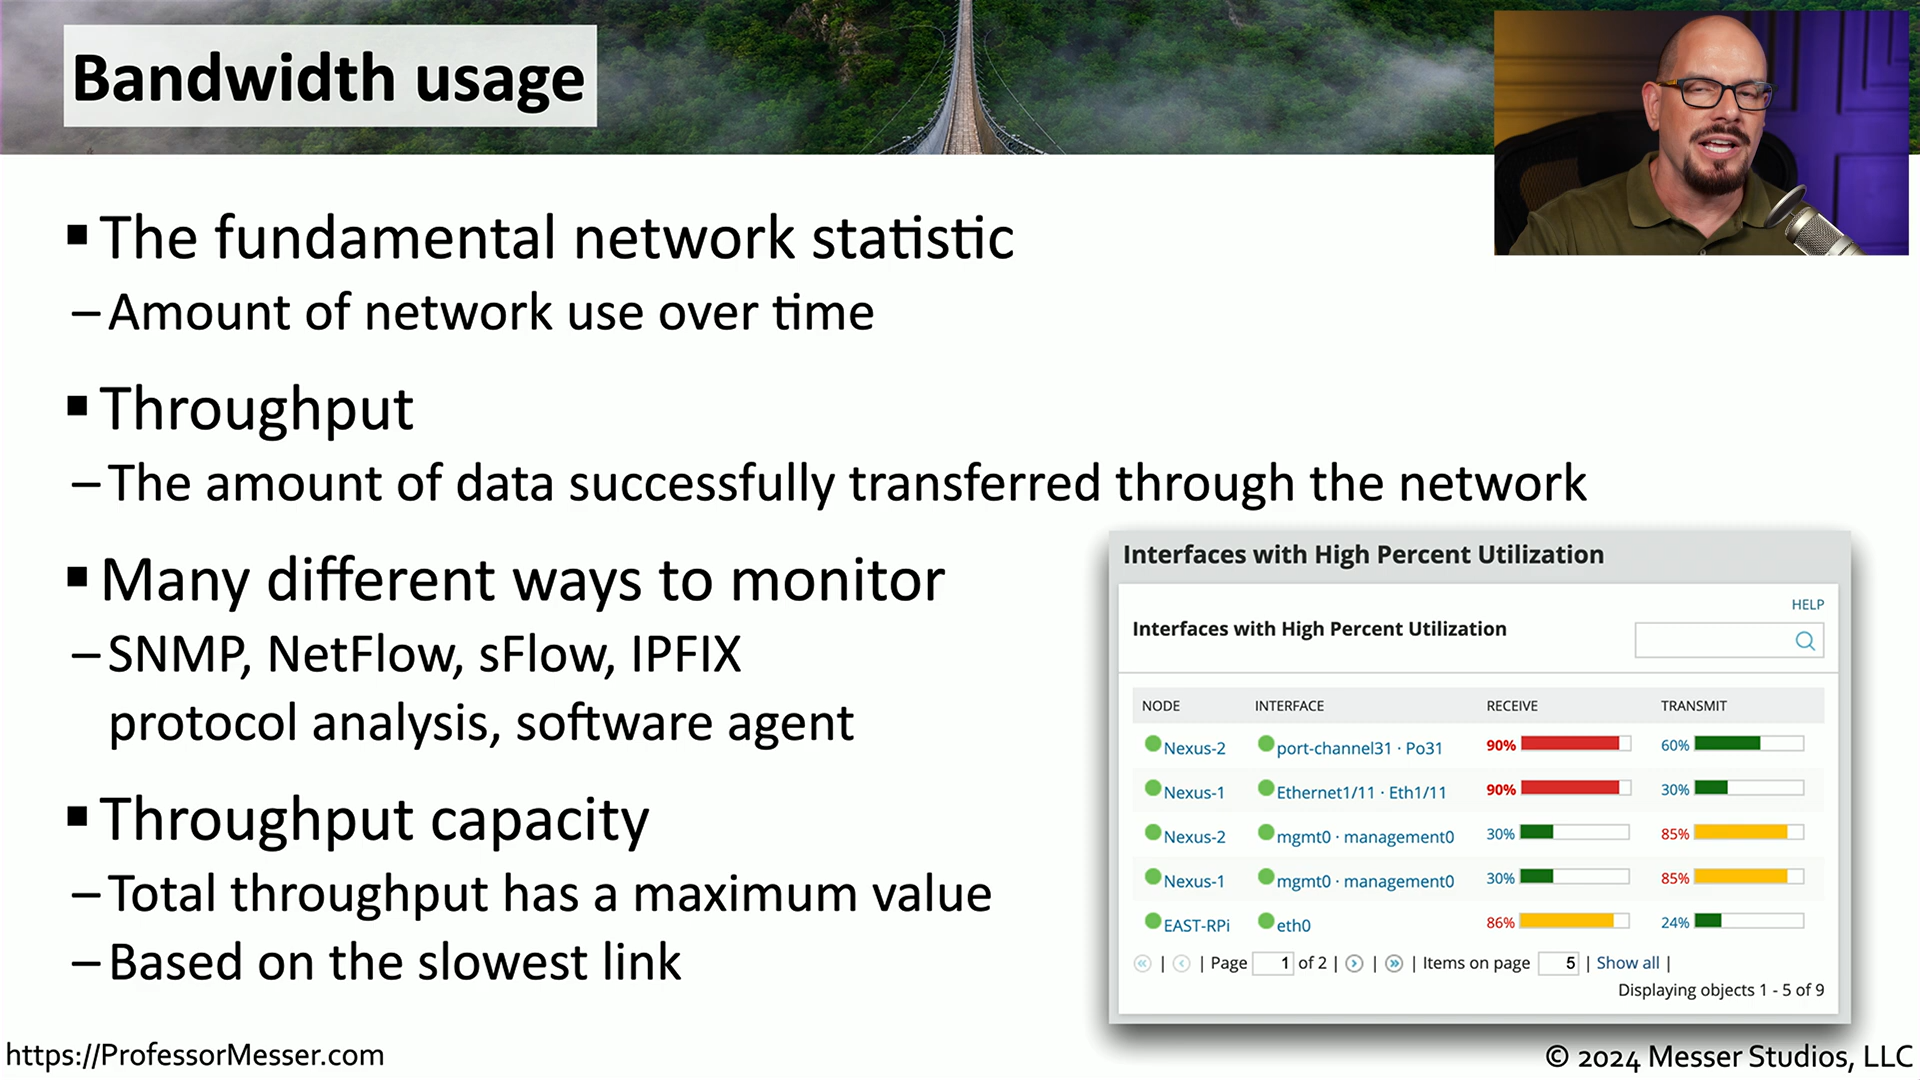 Bandwidth usage
▪ The fundamental network statistic
– Amount of network use over time
▪ Throughput
– The amount of data successfully transferred through the network
▪ Many different ways to monitor
– SNMP, NetFlow, sFlow, IPFIX
protocol analysis, software agent
▪ Throughput capacity
– Total throughput has a maximum value
– Based on the slowest link
Interfaces with High Percent Utilization
HELP
Interfaces with High Percent Utilization
NODE INTERFACE RECEIVE TRANSMIT
Nexus-2 port-channel31 · Po31 90% 60%
Nexus-1 Ethernet1/11 · Eth1/11 90% 30%
Nexus-2 mgmt0 · management0 30% 85%
Nexus-1 mgmt0 · management0 30% 85%
EAST-RPi eth0 86% 24%
« | ‹ | Page 1 of 2 | › | » | Items on page 5 | Show all |
Displaying objects 1 - 5 of 9
https://ProfessorMesser.com
© 2024 Messer Studios, LLC